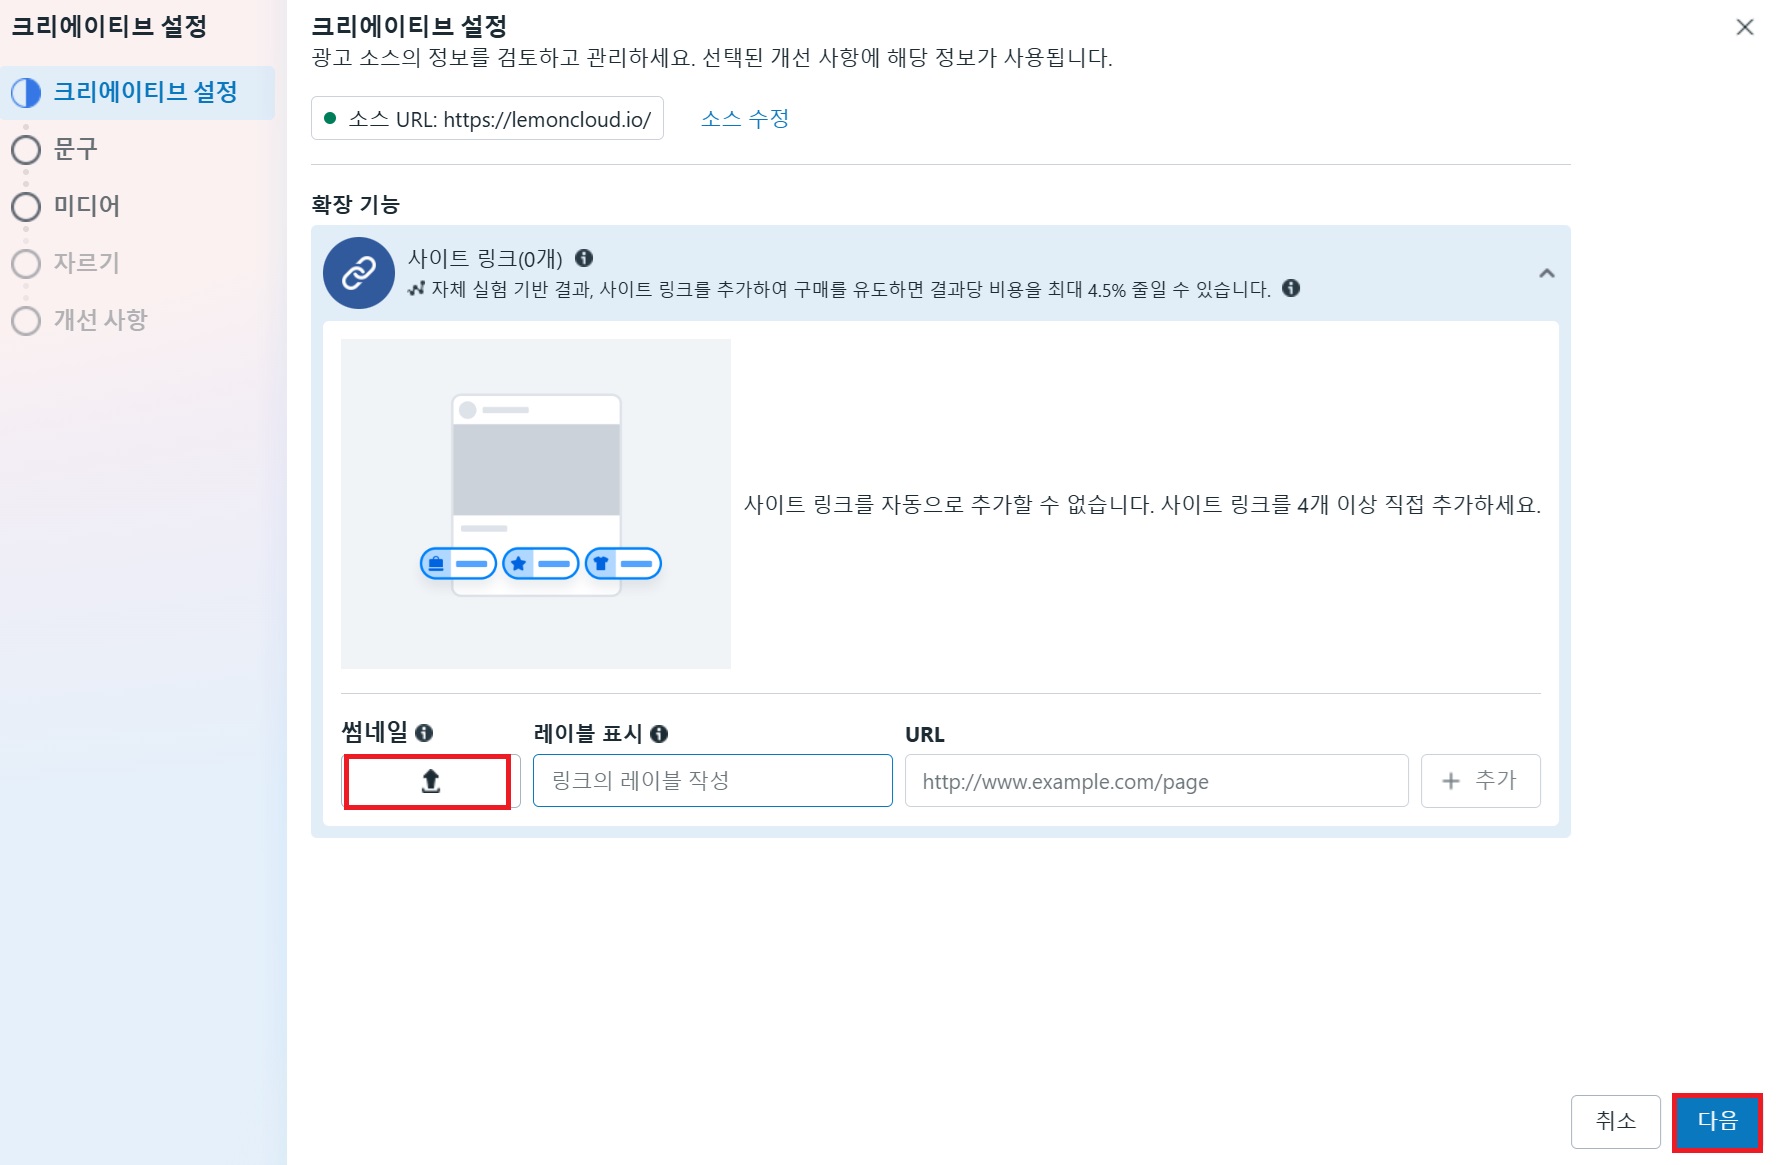 크리에이티브 설정
크리에이티브 설정
문구
미디어
자르기
개선 사항
크리에이티브 설정
광고 소스의 정보를 검토하고 관리하세요. 선택된 개선 사항에 해당 정보가 사용됩니다.
소스 URL: https://lemoncloud.io/ 소스 수정
확장 기능
사이트 링크(0개)
자체 실험 기반 결과, 사이트 링크를 추가하여 구매를 유도하면 결과당 비용을 최대 4.5% 줄일 수 있습니다.
사이트 링크를 자동으로 추가할 수 없습니다. 사이트 링크를 4개 이상 직접 추가하세요.
썸네일 레이블 표시 URL
링크의 레이블 작성 http://www.example.com/page + 추가
취소 다음